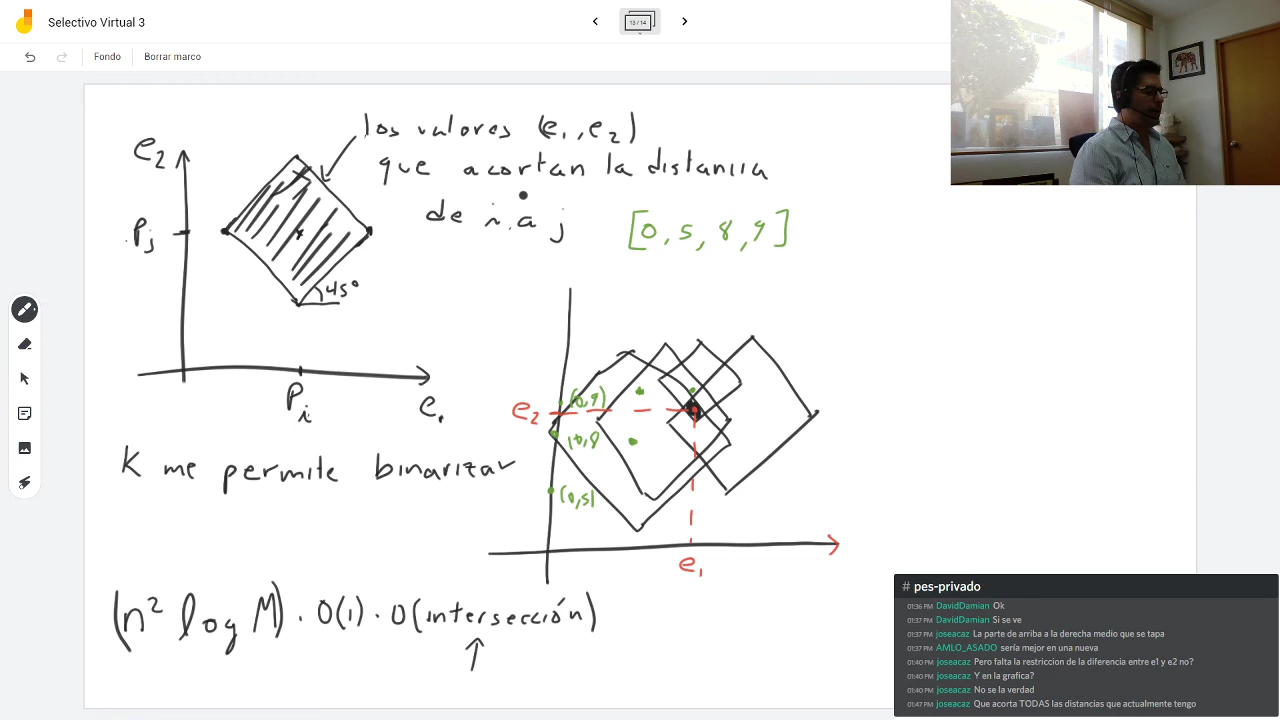 Selectivo Virtual 3
13 / 14
Fondo
Borrar marco
los valores (e1, e2)
que acortan la distancia
de i a j
[0, 5, 8, 9]
e2
Pj
45°
Pi
e1
K me permite binarizar
e2
(0,9)
(0,8
(0,5)
e1
(n² log M) · O(1) · O(intersección)
# pes-privado
01:36 PM DavidDamian Ok
01:37 PM DavidDamian Si se ve
01:37 PM joseacaz La parte de arriba a la derecha medio que se tapa
01:37 PM AMLO_ASADO sería mejor en una nueva
01:40 PM joseacaz Pero falta la restriccion de la diferencia entre e1 y e2 no?
01:40 PM joseacaz Y en la grafica?
01:40 PM joseacaz No se la verdad
01:47 PM joseacaz Que acorta TODAS las distancias que actualmente tengo